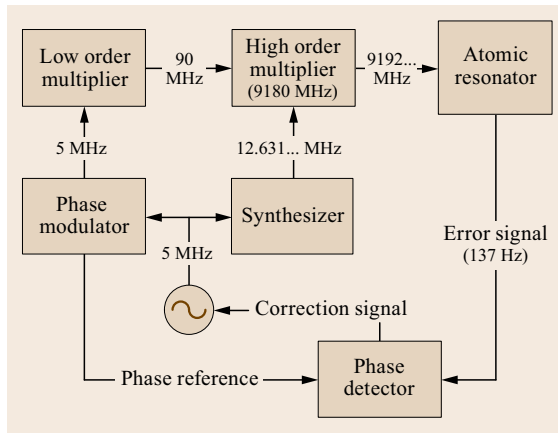 Low order
multiplier
90
MHz
High order
multiplier
(9180 MHz)
9192...
MHz
Atomic
resonator
5 MHz
12.631... MHz
Phase
modulator
Synthesizer
5 MHz
Error signal
(137 Hz)
Correction signal
Phase reference
Phase
detector